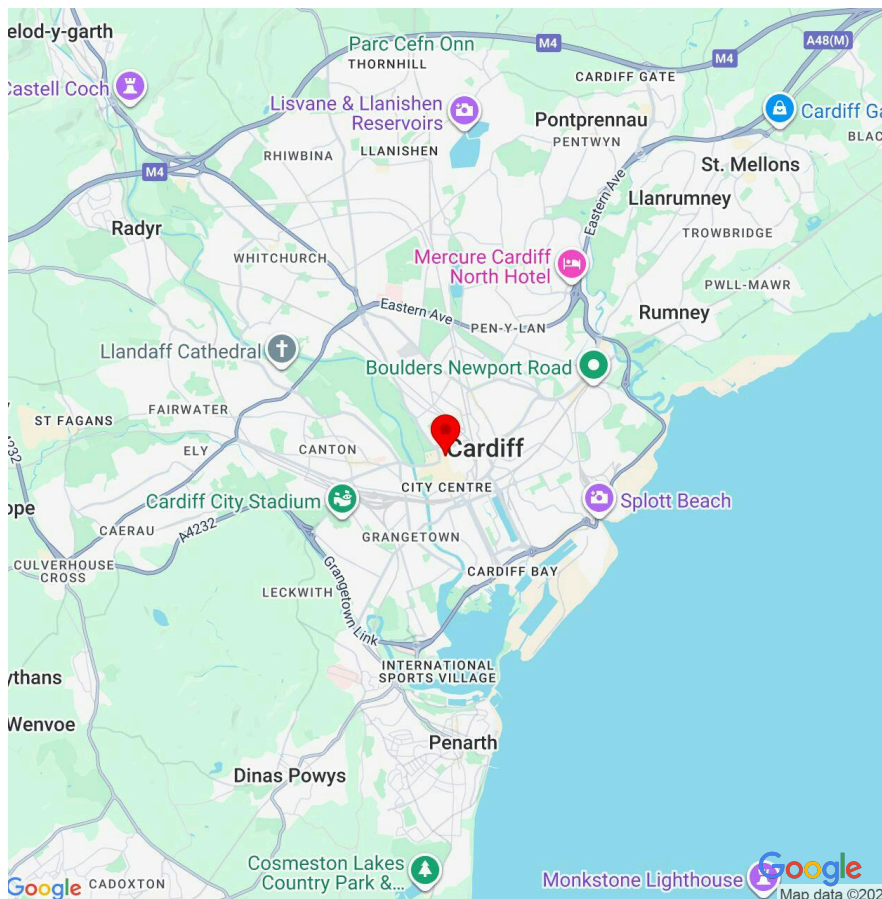 elod-y-garth
Parc Cefn Onn
THORNHILL
M4
M4
A48(M)
CARDIFF GATE
Castell Coch
Lisvane & Llanishen
Reservoirs
Pontprennau
PENTWYN
Cardiff Ga
BLAC
RHIWBINA
LLANISHEN
M4
St. Mellons
Eastern Ave
Llanrumney
Radyr
TROWBRIDGE
WHITCHURCH
Mercure Cardiff
North Hotel
PWLL-MAWR
Eastern Ave
PEN-Y-LAN
Rumney
Llandaff Cathedral
Boulders Newport Road
FAIRWATER
ST FAGANS
4232
ELY
CANTON
Cardiff
CITY CENTRE
Cardiff City Stadium
Splott Beach
ope
CAERAU
A4232
GRANGETOWN
CULVERHOUSE
CROSS
CARDIFF BAY
Grangetown Link
LECKWITH
INTERNATIONAL
SPORTS VILLAGE
ythans
Wenvoe
Penarth
Dinas Powys
Cosmeston Lakes
Country Park &...
Monkstone Lighthouse
Google
CADOXTON
Google
Map data ©202